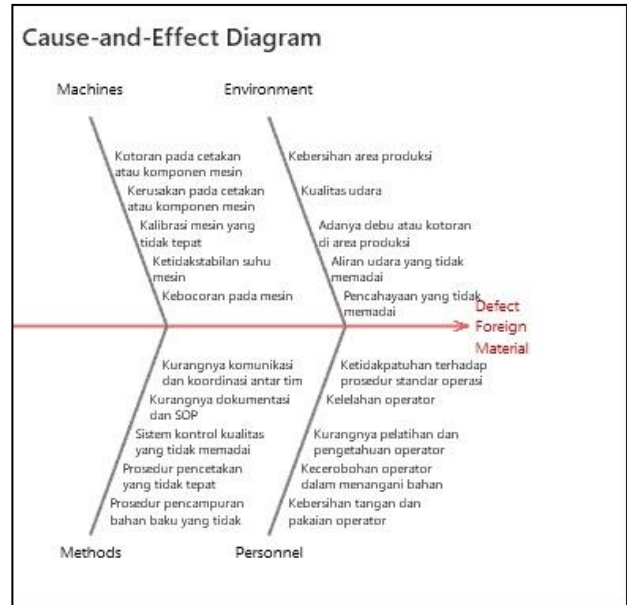 Cause-and-Effect Diagram
Machines
Environment
Kotoran pada cetakan
atau komponen mesin
Kerusakan pada cetakan
atau komponen mesin
Kalibrasi mesin yang
tidak tepat
Ketidakstabilan suhu
mesin
Kebocoran pada mesin
Kebersihan area produksi
Kualitas udara
Adanya debu atau kotoran
di area produksi
Aliran udara yang tidak
memadai
Pencahayaan yang tidak
memadai
Defect
Foreign
Material
Kurangnya komunikasi
dan koordinasi antar tim
Kurangnya dokumentasi
dan SOP
Sistem kontrol kualitas
yang tidak memadai
Prosedur pencetakan
yang tidak tepat
Prosedur pencampuran
bahan baku yang tidak
Ketidakpatuhan terhadap
prosedur standar operasi
Kelelahan operator
Kurangnya pelatihan dan
pengetahuan operator
Kecerobohan operator
dalam menangani bahan
Kebersihan tangan dan
pakaian operator
Methods
Personnel